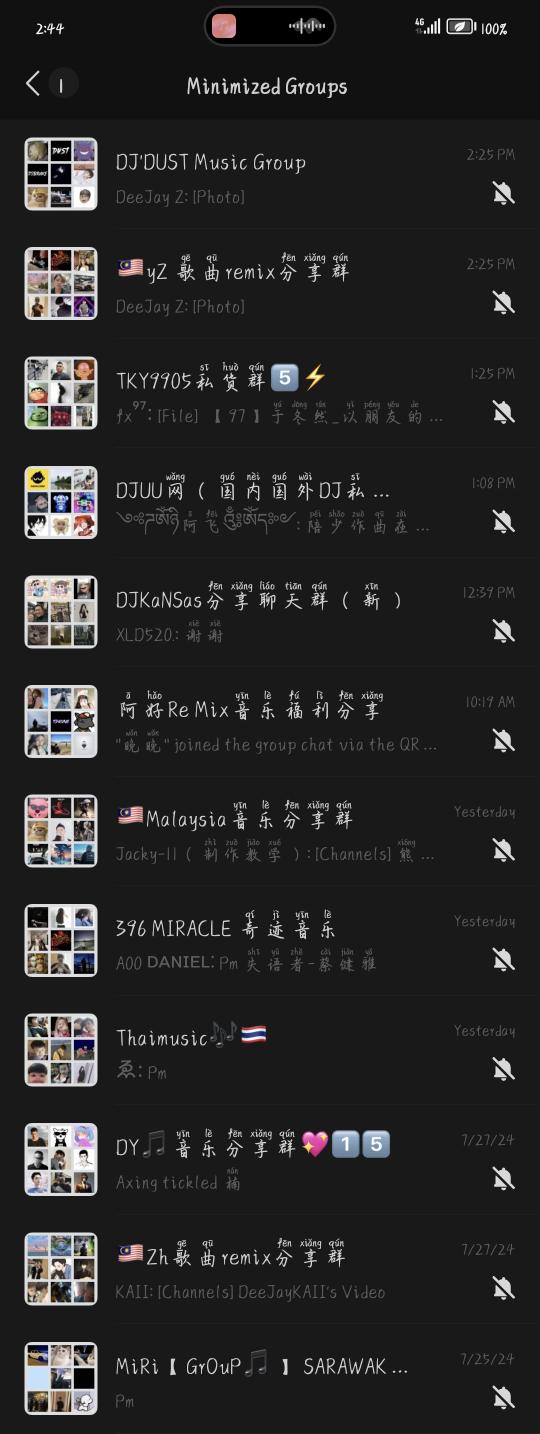 2:44
4G
100%
1
Minimized Groups
DJ'DUST Music Group
2:25 PM
DeeJay Z: [Photo]
🇲🇾yZ 歌曲remix分享群
2:25 PM
DeeJay Z: [Photo]
TKY9905私货群5️⃣⚡
1:25 PM
fx⁹⁷: [File] 【97】于冬然_以朋友的...
DJUU网(国内国外DJ私...
1:08 PM
阿飞: 陪少作曲在...
DJKaNSas分享聊天群(新)
12:39 PM
XLD520.: 谢谢
阿好Re Mix音乐福利分享
10:19 AM
"晚晚" joined the group chat via the QR...
🇲🇾Malaysia音乐分享群
Yesterday
Jacky-11(制作教学): [Channels] 熊...
396 MIRACLE 奇迹音乐
Yesterday
A00 DANIEL: Pm 失语者-蔡健雅
Thaimusic🎶🇹🇭
Yesterday
ゑ: Pm
DY🎵音乐分享群💖1️⃣5️⃣
7/27/24
Axing tickled 楠
🇲🇾Zh歌曲remix分享群
7/27/24
KAII: [Channels] DeeJayKAII's Video
MiRi【GrOuP🎵】SARAWAK...
7/25/24
Pm